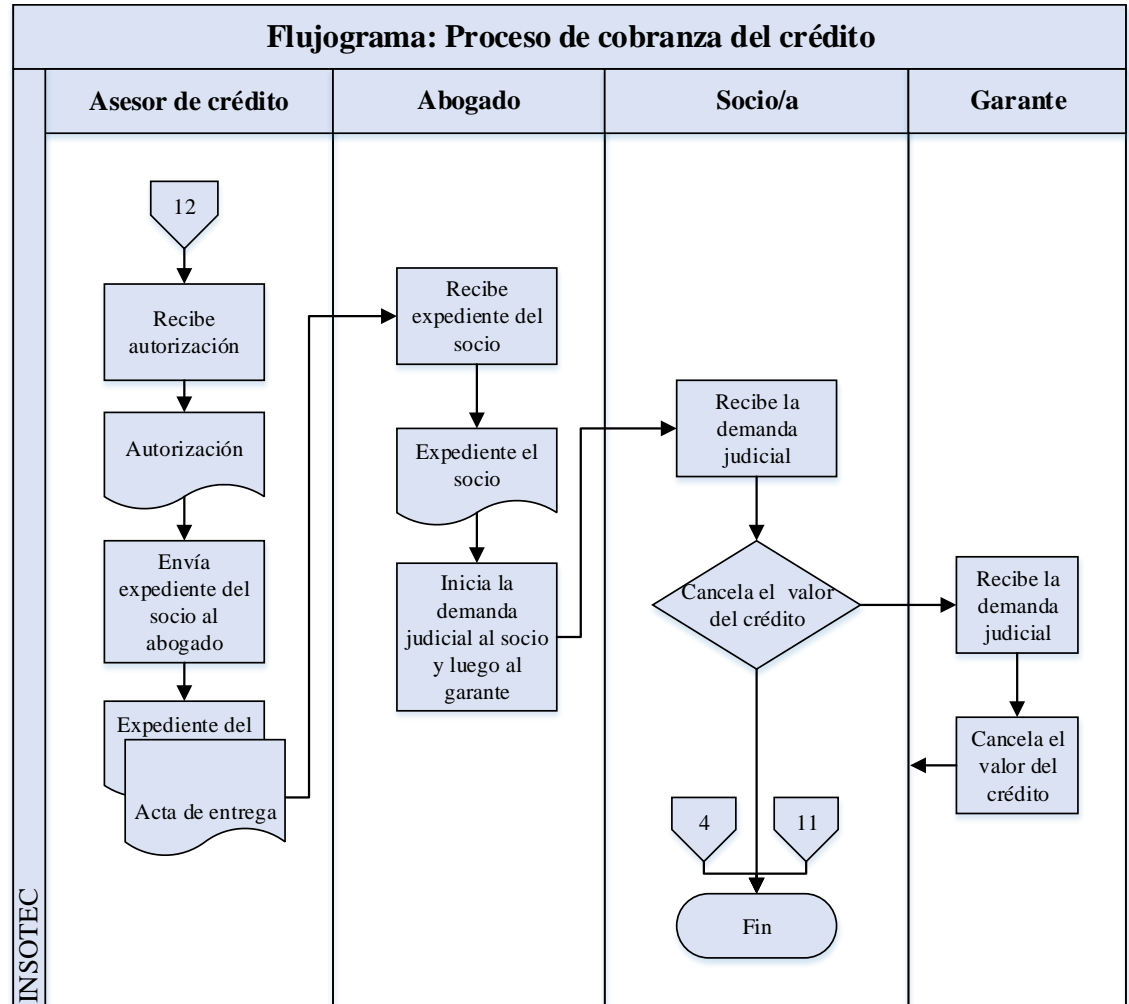 Flujograma: Proceso de cobranza del crédito
Asesor de crédito
Abogado
Socio/a
Garante
INSOTEC
12
Recibe
autorización
Autorización
Envía
expediente del
socio al
abogado
Expediente del
Acta de entrega
Recibe
expediente del
socio
Expediente el
socio
Inicia la
demanda
judicial al socio
y luego al
garante
Recibe la
demanda
judicial
Cancela el valor
del crédito
4
11
Fin
Recibe la
demanda
judicial
Cancela el
valor del
crédito